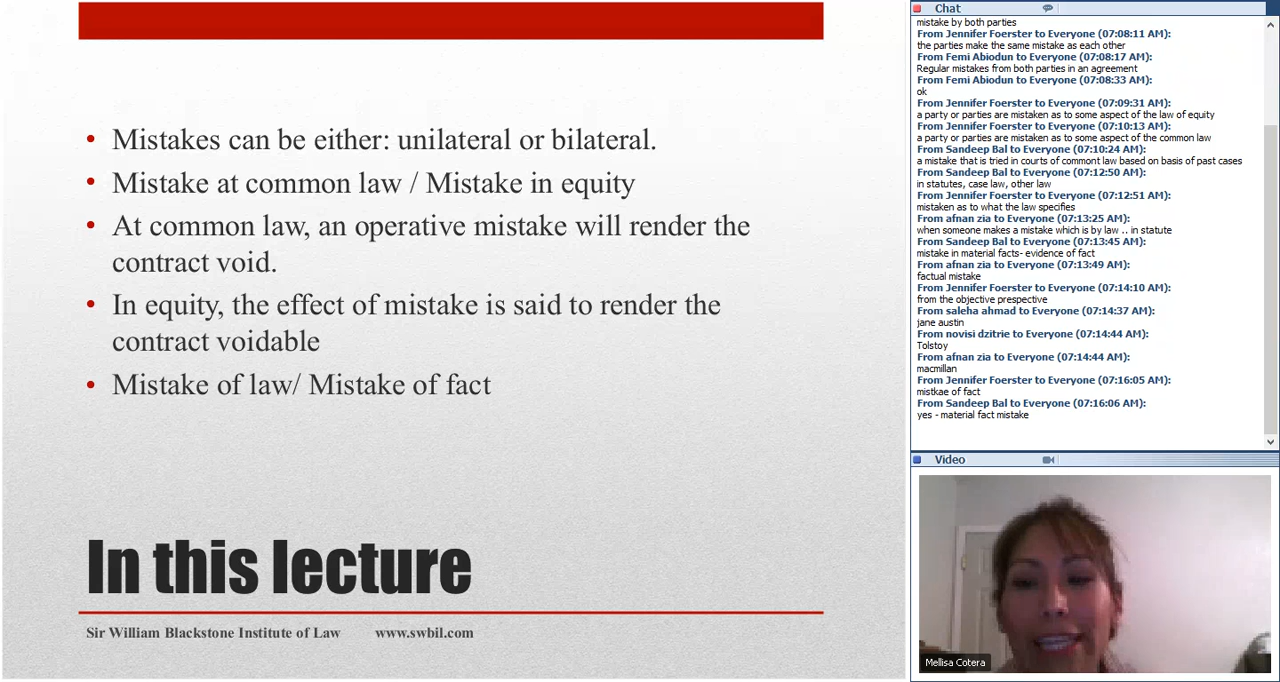 • Mistakes can be either: unilateral or bilateral.
• Mistake at common law / Mistake in equity
• At common law, an operative mistake will render the
contract void.
• In equity, the effect of mistake is said to render the
contract voidable
• Mistake of law/ Mistake of fact
In this lecture
Sir William Blackstone Institute of Law www.swbil.com
Chat
mistake by both parties
From Jennifer Foerster to Everyone (07:08:11 AM):
the parties make the same mistake as each other
From Femi Abiodun to Everyone (07:08:17 AM):
Regular mistakes from both parties in an agreement
From Femi Abiodun to Everyone (07:08:33 AM):
ok
From Jennifer Foerster to Everyone (07:09:31 AM):
a party or parties are mistaken as to some aspect of the law of equity
From Jennifer Foerster to Everyone (07:10:13 AM):
a party or parties are mistaken as to some aspect of the common law
From Sandeep Bal to Everyone (07:10:24 AM):
a mistake that is tried in courts of commont law based on basis of past cases
From Sandeep Bal to Everyone (07:12:50 AM):
in statutes, case law, other law
From Jennifer Foerster to Everyone (07:12:51 AM):
mistaken as to what the law specifies
From afnan zia to Everyone (07:13:25 AM):
when someone makes a mistake which is by law .. in statute
From Sandeep Bal to Everyone (07:13:45 AM):
mistake in material facts- evidence of fact
From afnan zia to Everyone (07:13:49 AM):
factual mistake
From Jennifer Foerster to Everyone (07:14:10 AM):
from the objective prespective
From saleha ahmad to Everyone (07:14:37 AM):
jane austin
From novisi dzitrie to Everyone (07:14:44 AM):
Tolstoy
From afnan zia to Everyone (07:14:44 AM):
macmillan
From Jennifer Foerster to Everyone (07:16:05 AM):
mistkae of fact
From Sandeep Bal to Everyone (07:16:06 AM):
yes - material fact mistake
Video
Mellisa Cotera